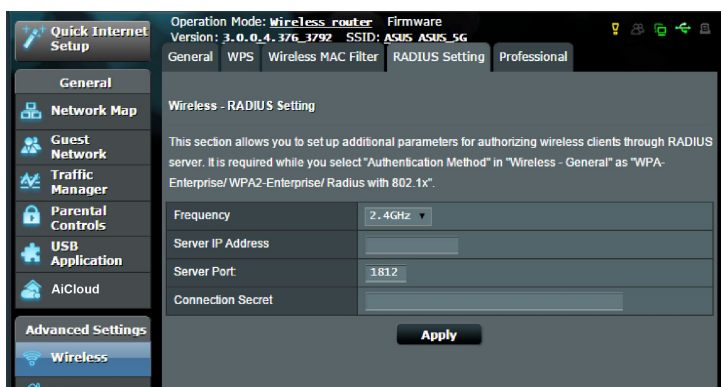 Quick Internet
Setup
General
Network Map
Guest
Network
Traffic
Manager
Parental
Controls
USB
Application
AiCloud
Advanced Settings
Wireless
Operation Mode: Wireless router Firmware
Version: 3.0.0.4.376_3792 SSID: ASUS ASUS_5G
General WPS Wireless MAC Filter RADIUS Setting Professional
Wireless - RADIUS Setting
This section allows you to set up additional parameters for authorizing wireless clients through RADIUS
server. It is required while you select "Authentication Method" in "Wireless - General" as "WPA-
Enterprise/ WPA2-Enterprise/ Radius with 802.1x".
Frequency 2.4GHz
Server IP Address
Server Port: 1812
Connection Secret
Apply